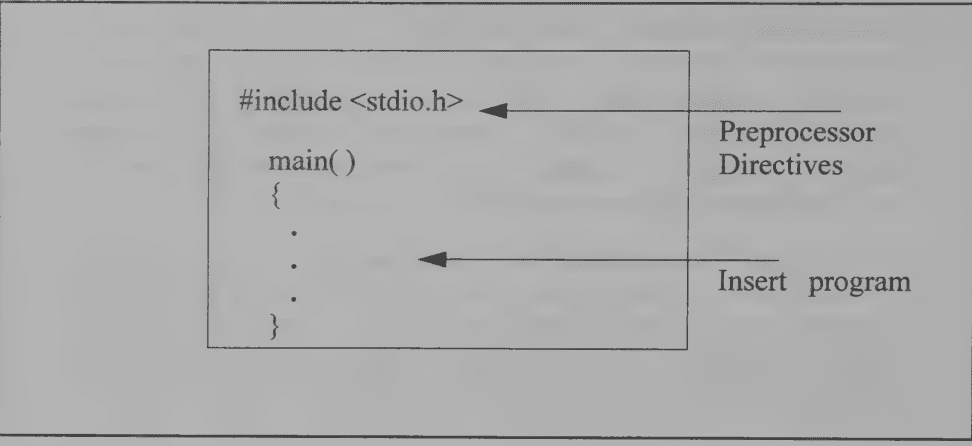 #include <stdio.h>
Preprocessor
Directives
main( )
{
.
.
.
}
Insert program